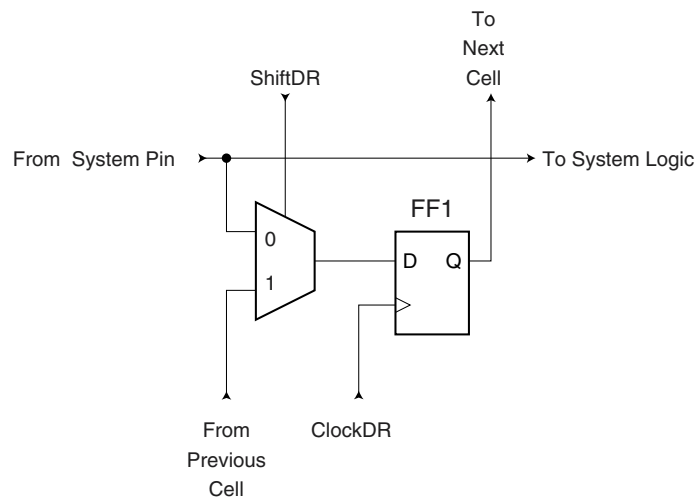 To
Next
Cell
ShiftDR
From System Pin
To System Logic
FF1
0
D Q
1
From
Previous
Cell
ClockDR